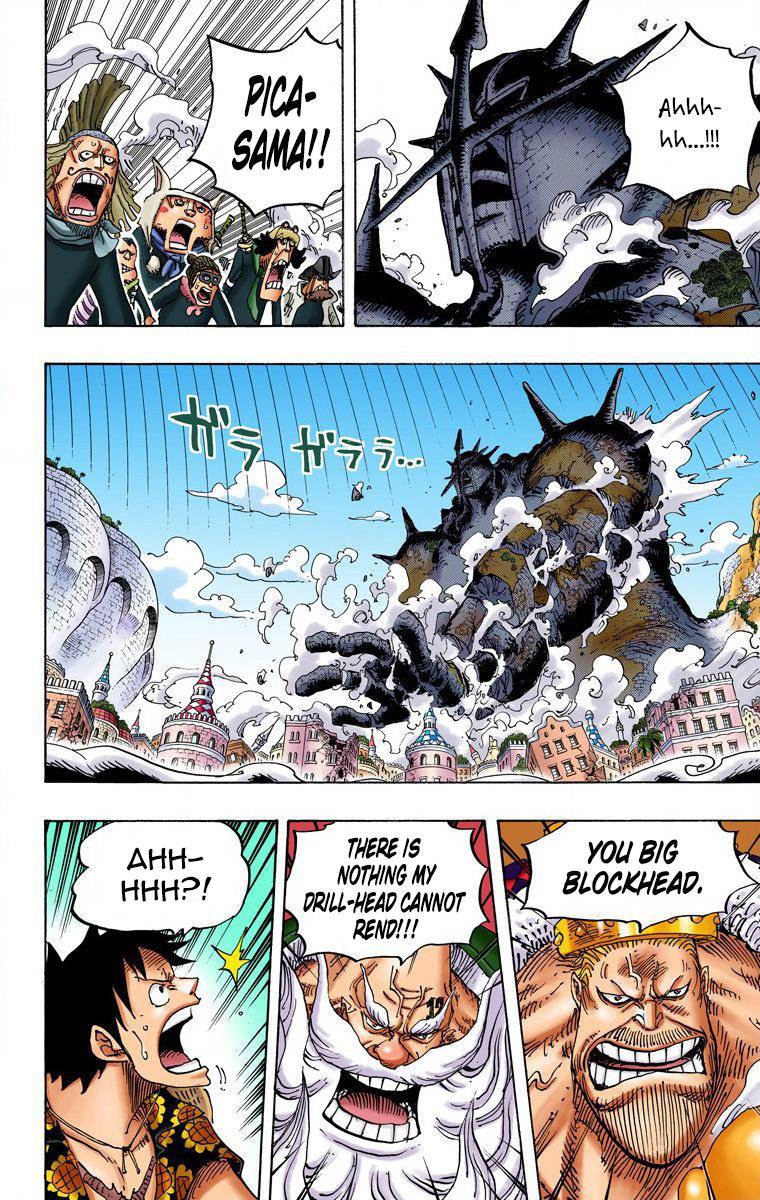 Ahhh-
hh...!!!
PICA-
SAMA!!
ガラ
ガララ...
YOU BIG
BLOCKHEAD.
THERE IS
NOTHING MY
DRILL-HEAD CANNOT
REND!!!
AHH-
HHH?!